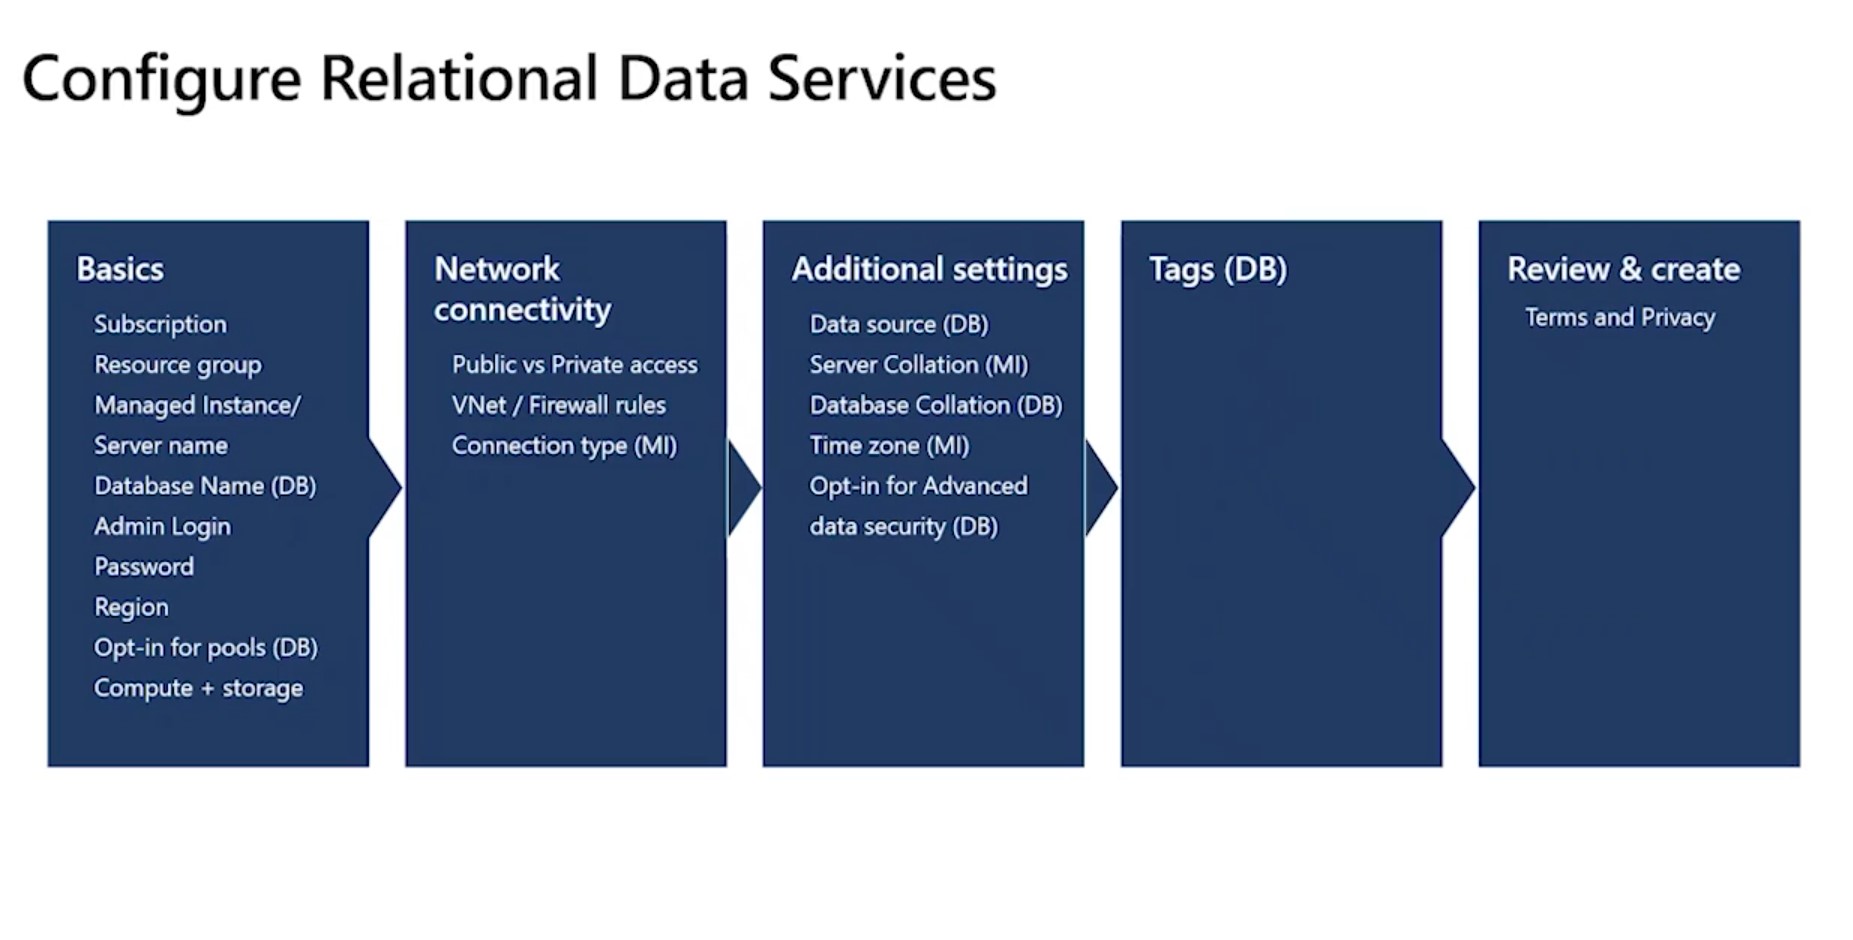 Configure Relational Data Services
Basics
Subscription
Resource group
Managed Instance/
Server name
Database Name (DB)
Admin Login
Password
Region
Opt-in for pools (DB)
Compute + storage
Network
connectivity
Public vs Private access
VNet / Firewall rules
Connection type (MI)
Additional settings
Data source (DB)
Server Collation (MI)
Database Collation (DB)
Time zone (MI)
Opt-in for Advanced
data security (DB)
Tags (DB)
Review & create
Terms and Privacy